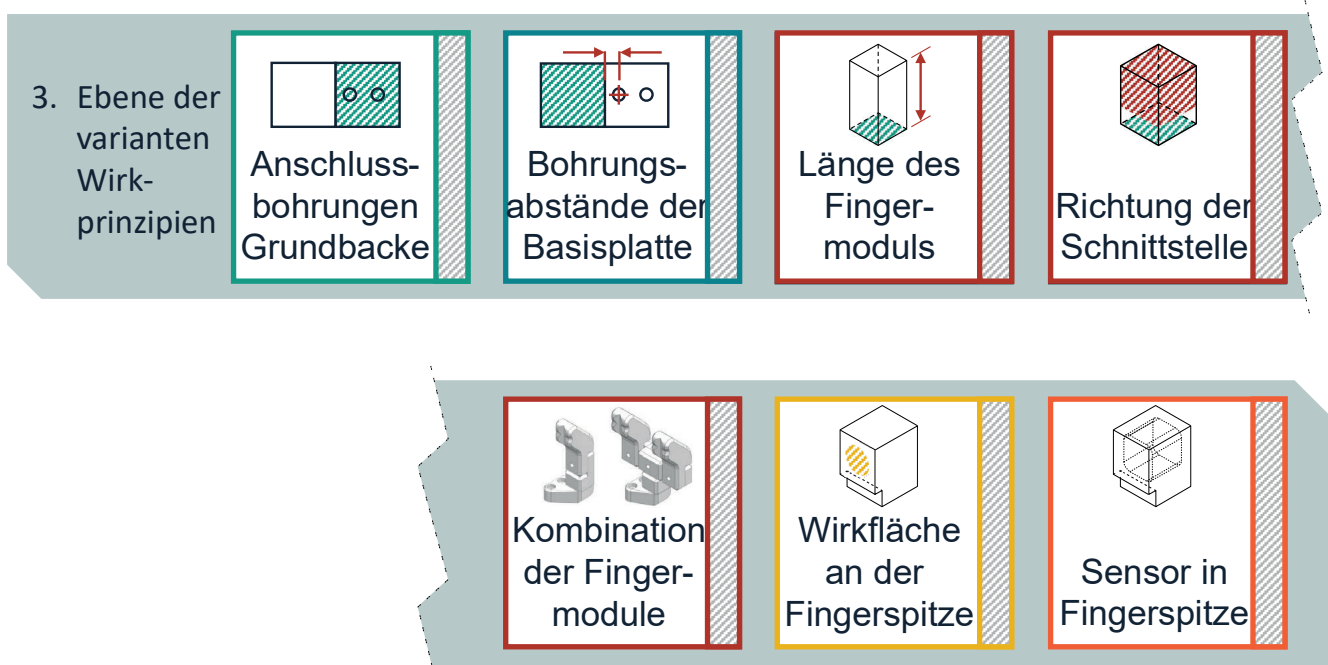 3. Ebene der
varianten
Wirk-
prinzipien
Anschluss-
bohrungen
Grundbacke
Bohrungs-
abstände der
Basisplatte
Länge des
Finger-
moduls
Richtung der
Schnittstelle
Kombination
der Finger-
module
Wirkfläche
an der
Fingerspitze
Sensor in
Fingerspitze